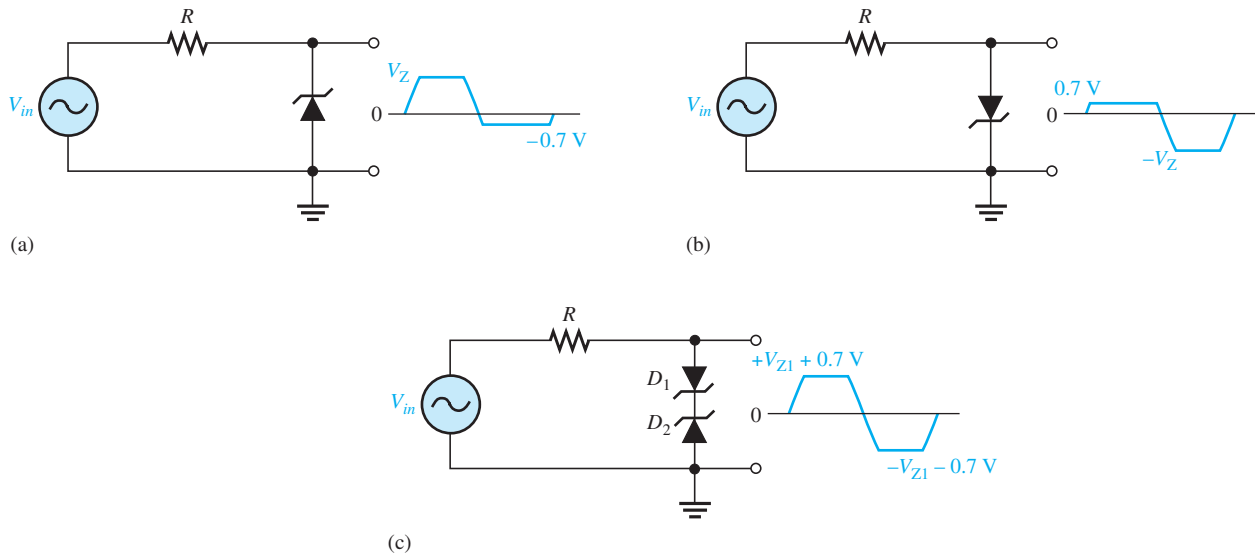 R
V_in
V_Z
0
−0.7 V
(a)
R
V_in
0.7 V
0
−V_Z
(b)
R
V_in
D_1
D_2
+V_Z1 + 0.7 V
0
−V_Z1 − 0.7 V
(c)